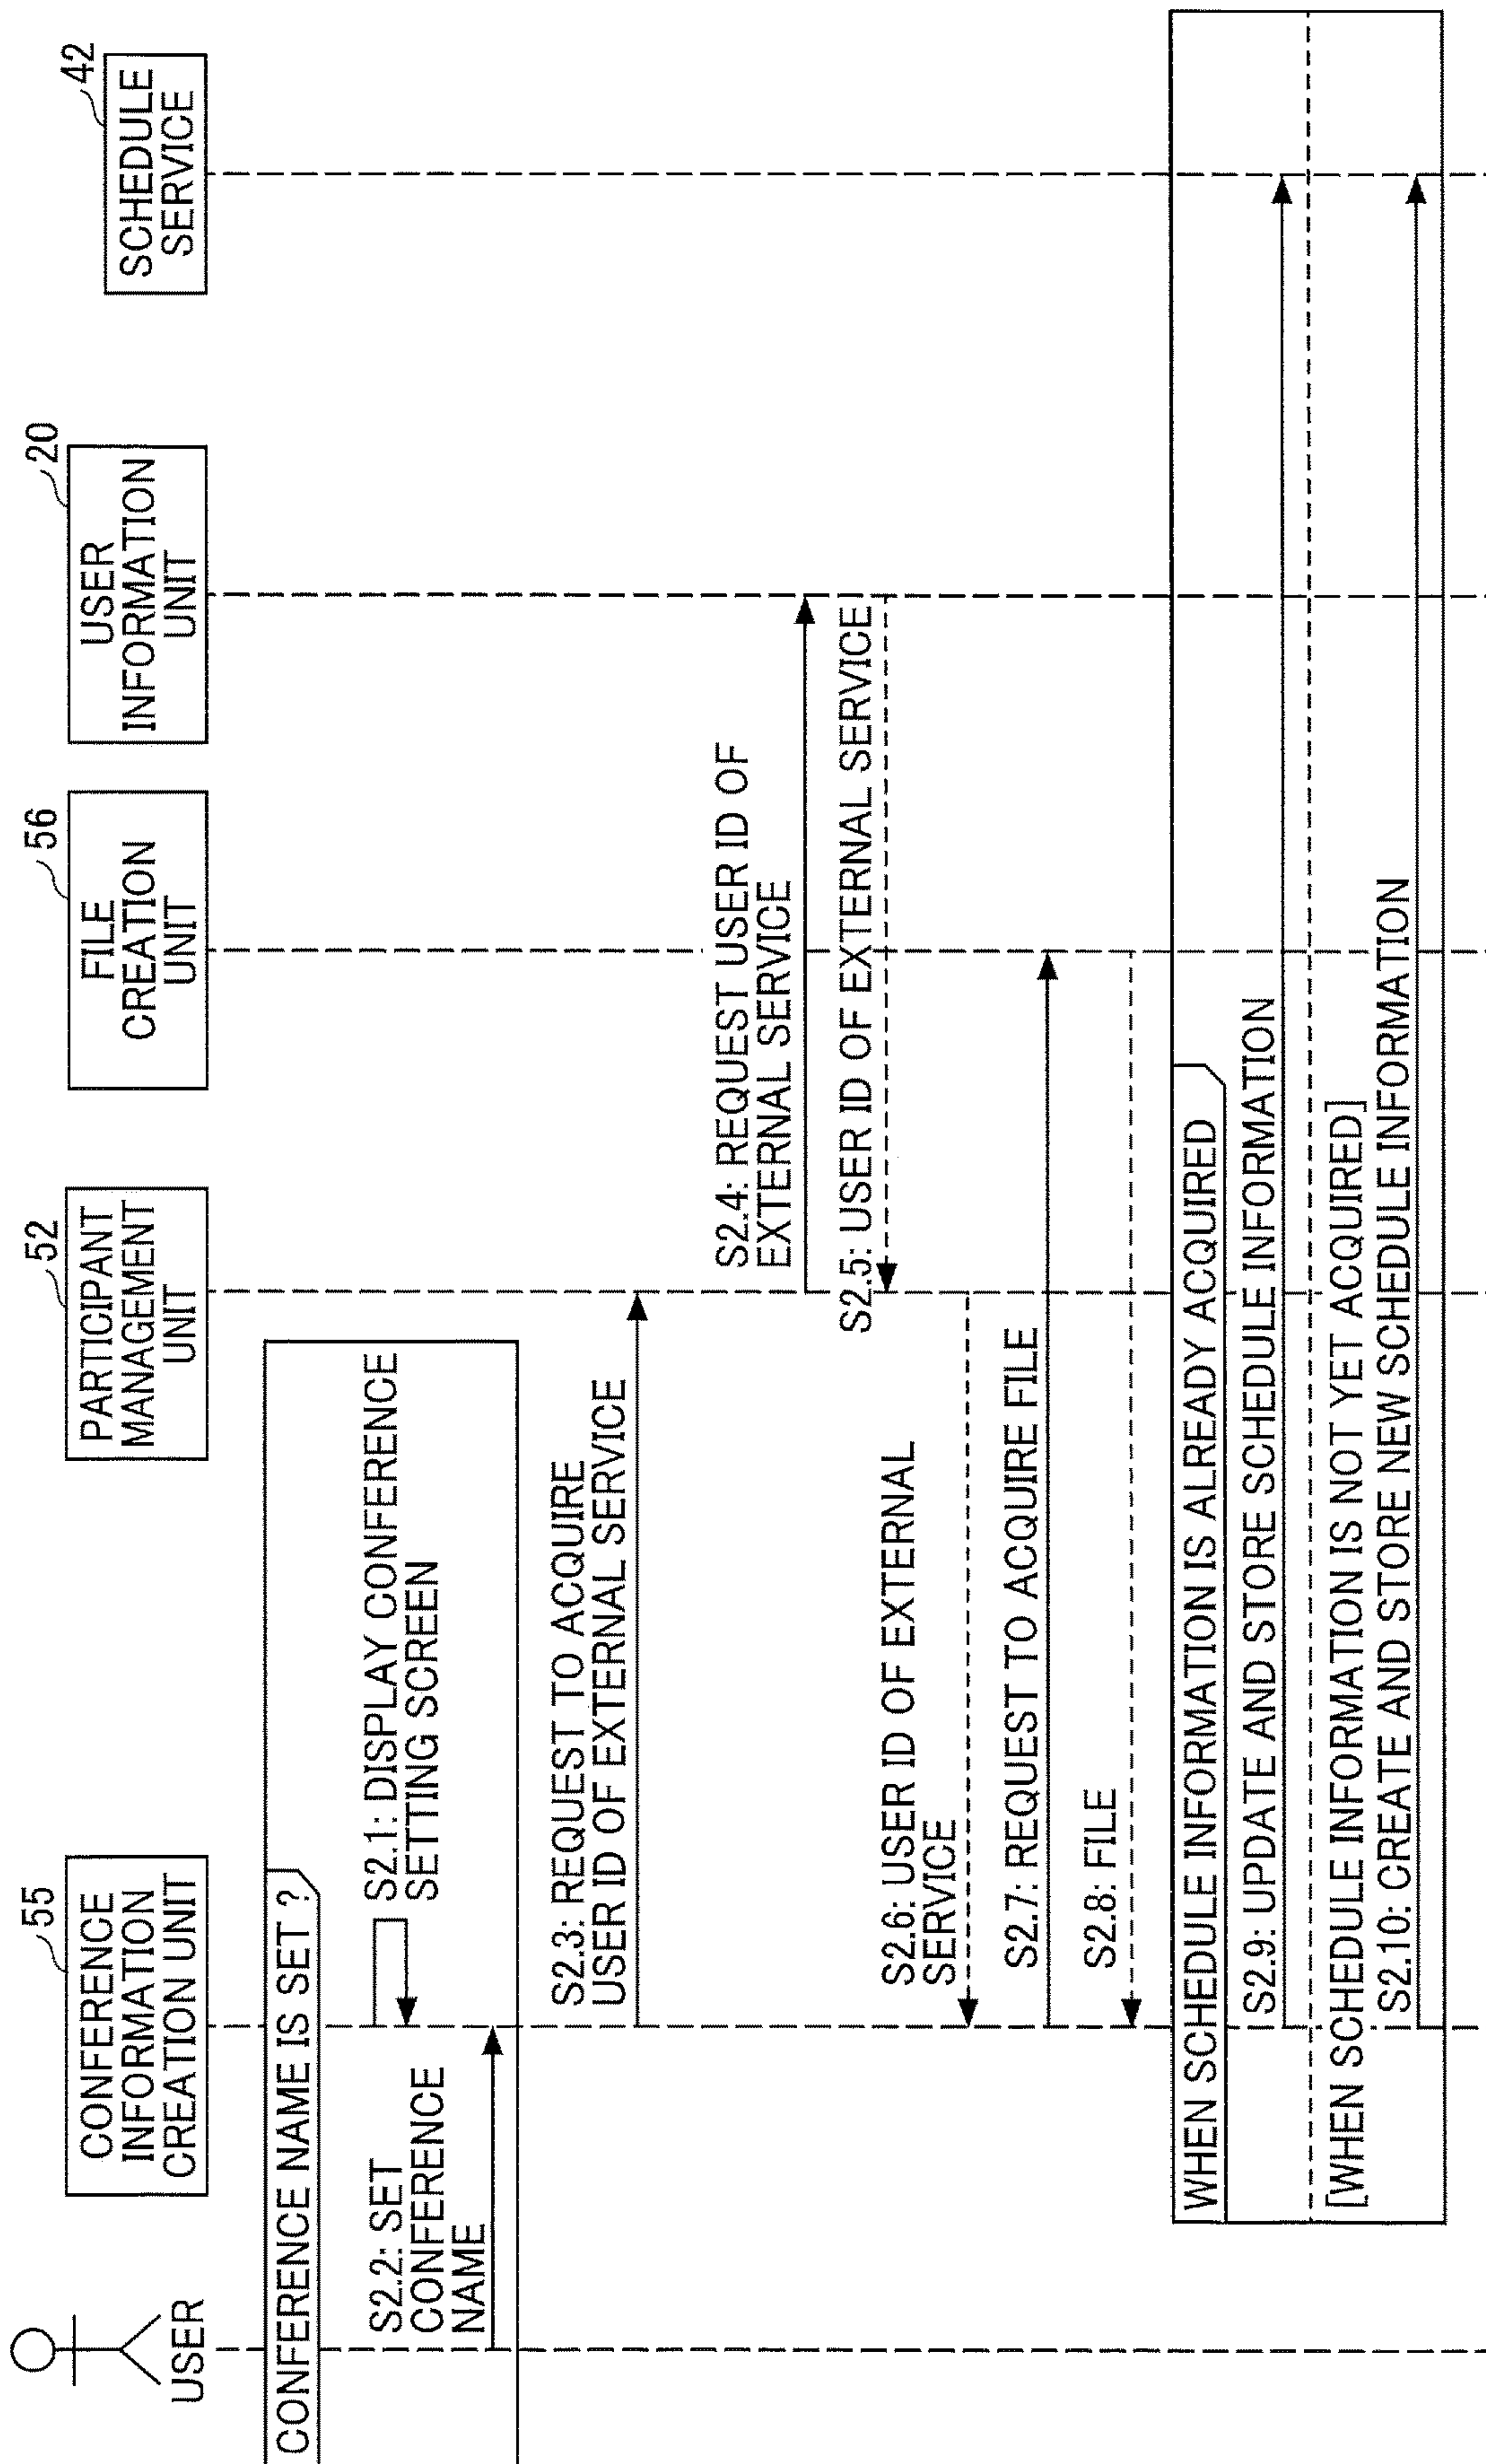 USER
55
CONFERENCE
INFORMATION
CREATION UNIT
52
PARTICIPANT
MANAGEMENT
UNIT
56
FILE
CREATION
UNIT
20
USER
INFORMATION
UNIT
42
SCHEDULE
SERVICE
CONFERENCE NAME IS SET ?
S2.1: DISPLAY CONFERENCE
SETTING SCREEN
S2.2: SET
CONFERENCE
NAME
S2.3: REQUEST TO ACQUIRE
USER ID OF EXTERNAL SERVICE
S2.4: REQUEST USER ID OF
EXTERNAL SERVICE
S2.5: USER ID OF EXTERNAL SERVICE
S2.6: USER ID OF EXTERNAL
SERVICE
S2.7: REQUEST TO ACQUIRE FILE
S2.8: FILE
WHEN SCHEDULE INFORMATION IS ALREADY ACQUIRED
S2.9: UPDATE AND STORE SCHEDULE INFORMATION
[WHEN SCHEDULE INFORMATION IS NOT YET ACQUIRED]
S2.10: CREATE AND STORE NEW SCHEDULE INFORMATION